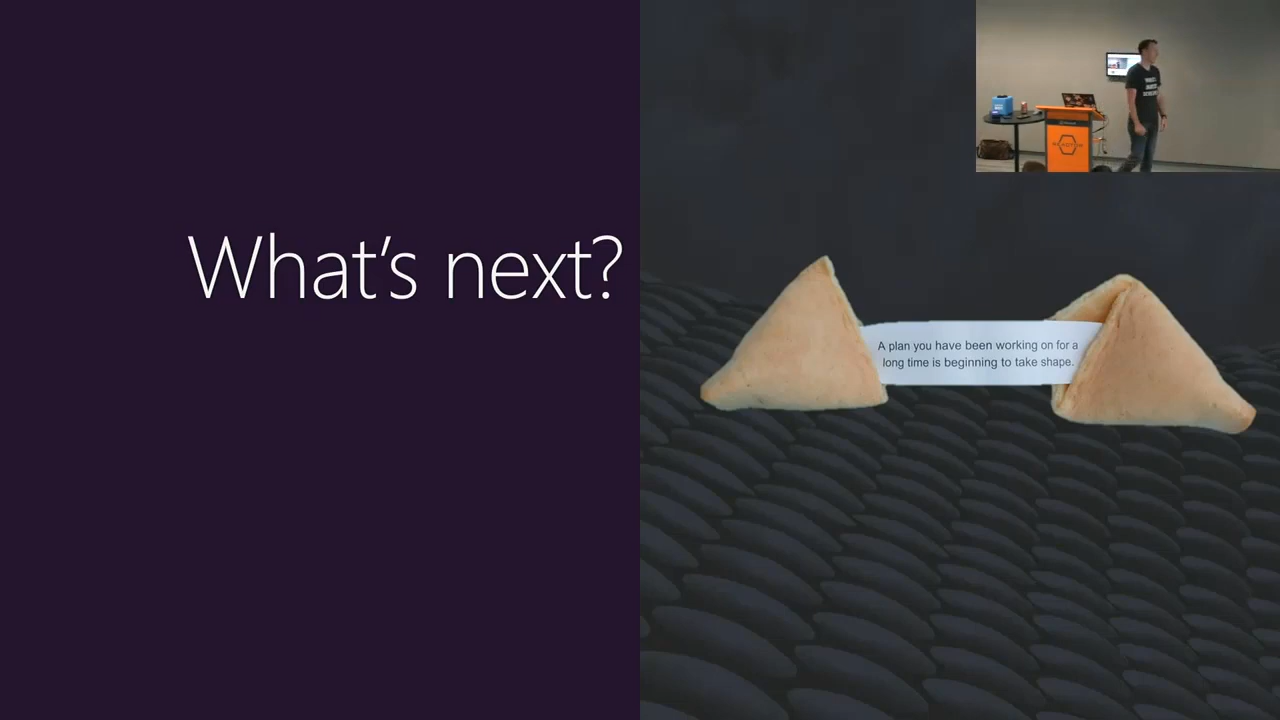 What's next?
A plan you have been working on for a
long time is beginning to take shape.